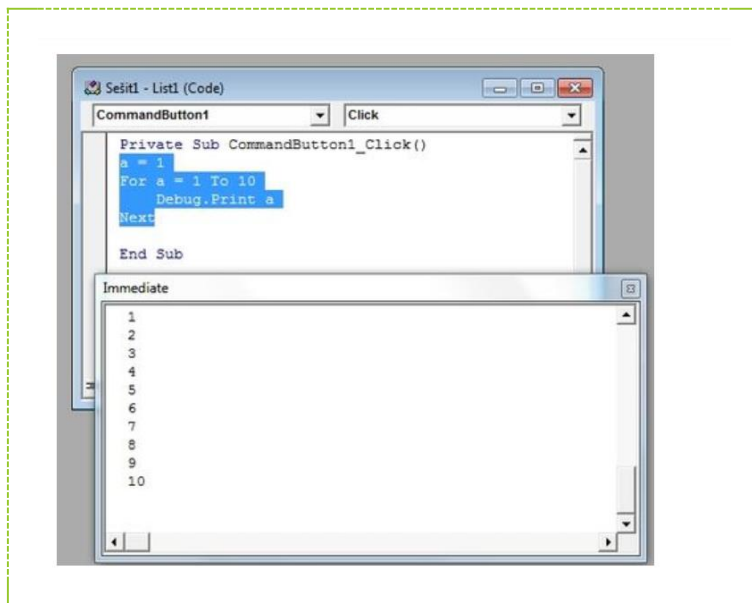 Sešit1 - List1 (Code)
CommandButton1 Click
Private Sub CommandButton1_Click()
a = 1
For a = 1 To 10
Debug.Print a
Next
End Sub
Immediate
1
2
3
4
5
6
7
8
9
10